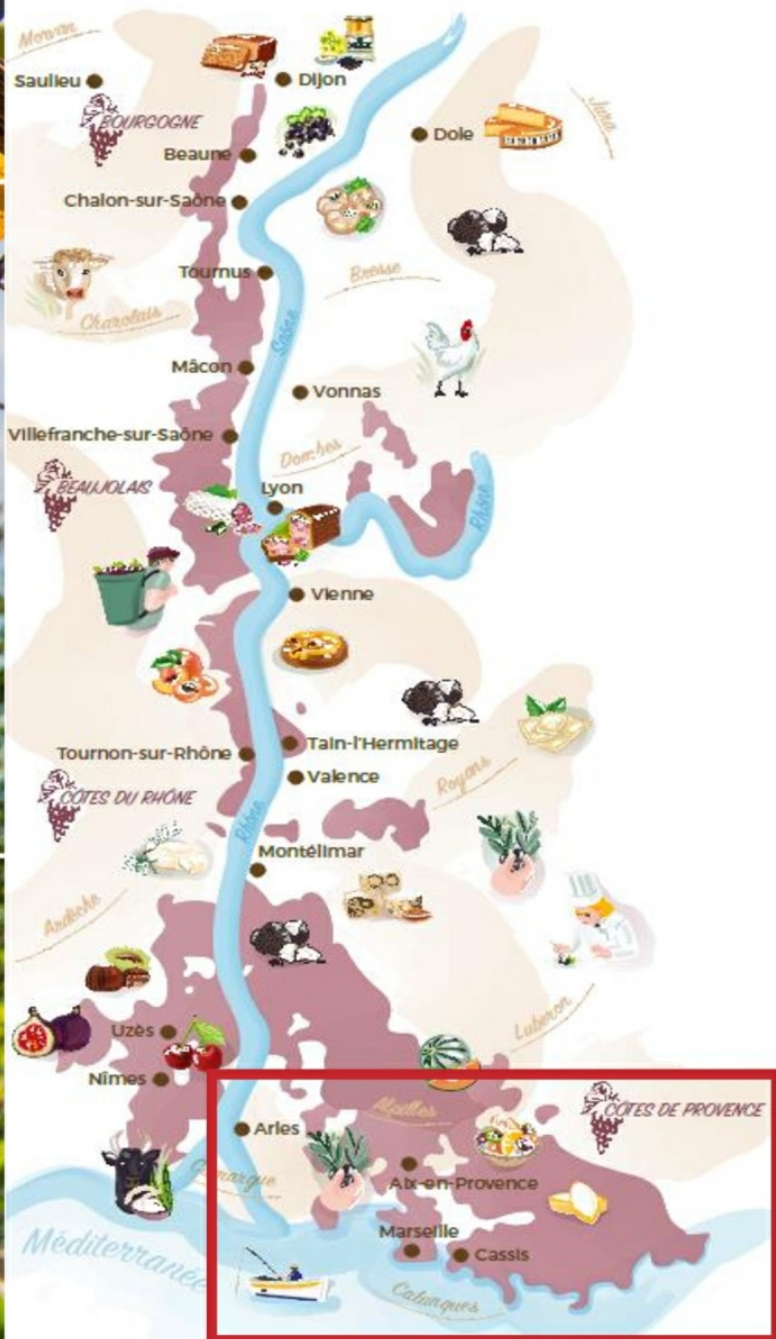 Morvan
Saulieu
Dijon
Jura
BOURGOGNE
Dole
Beaune
Chalon-sur-Saône
Tournus
Bresse
Charolais
Saône
Mâcon
Vonnas
Villefranche-sur-Saône
Dombes
BEAUJOLAIS
Lyon
Rhône
Vienne
Tain-l'Hermitage
Tournon-sur-Rhône
Valence
Royans
CÔTES DU RHÔNE
Rhône
Montélimar
Ardèche
Luberon
Uzès
Nîmes
Alpilles
CÔTES DE PROVENCE
Arles
Camargue
Aix-en-Provence
Marseille
Méditerranée
Cassis
Calanques